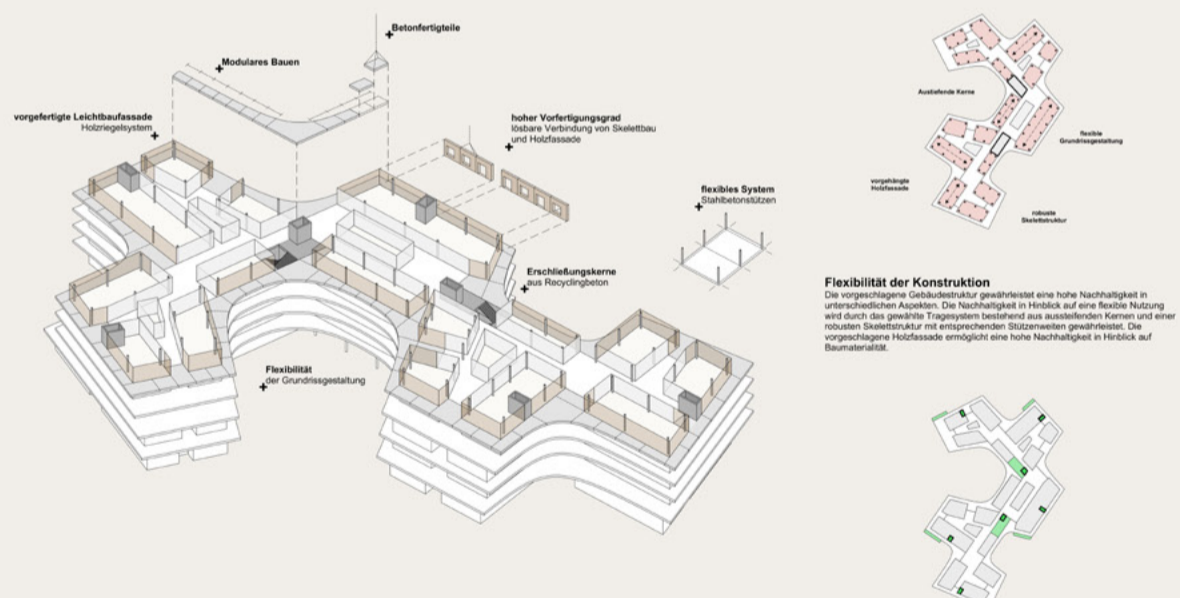 Betonfertigteile
Modulares Bauen
vorgefertigte Leichtbaufassade
Holzriegelsystem
hoher Vorfertigungsgrad
lösbare Verbindung von Skelettbau
und Holzfassade
flexibles System
Stahlbetonstützen
Erschließungskerne
aus Recyclingbeton
Flexibilität
der Grundrissgestaltung
Austiefende Kerne
flexible
Grundrissgestaltung
vorgehängte
Holzfassade
robuste
Skelettstruktur
Flexibilität der Konstruktion
Die vorgeschlagene Gebäudestruktur gewährleistet eine hohe Nachhaltigkeit in
unterschiedlichen Aspekten. Die Nachhaltigkeit in Hinblick auf eine flexible Nutzung
wird durch das gewählte Tragesystem bestehend aus aussteifenden Kernen und einer
robusten Skelettstruktur mit entsprechenden Stützenweiten gewährleistet. Die
vorgeschlagene Holzfassade ermöglicht eine hohe Nachhaltigkeit in Hinblick auf
Baumaterialität.